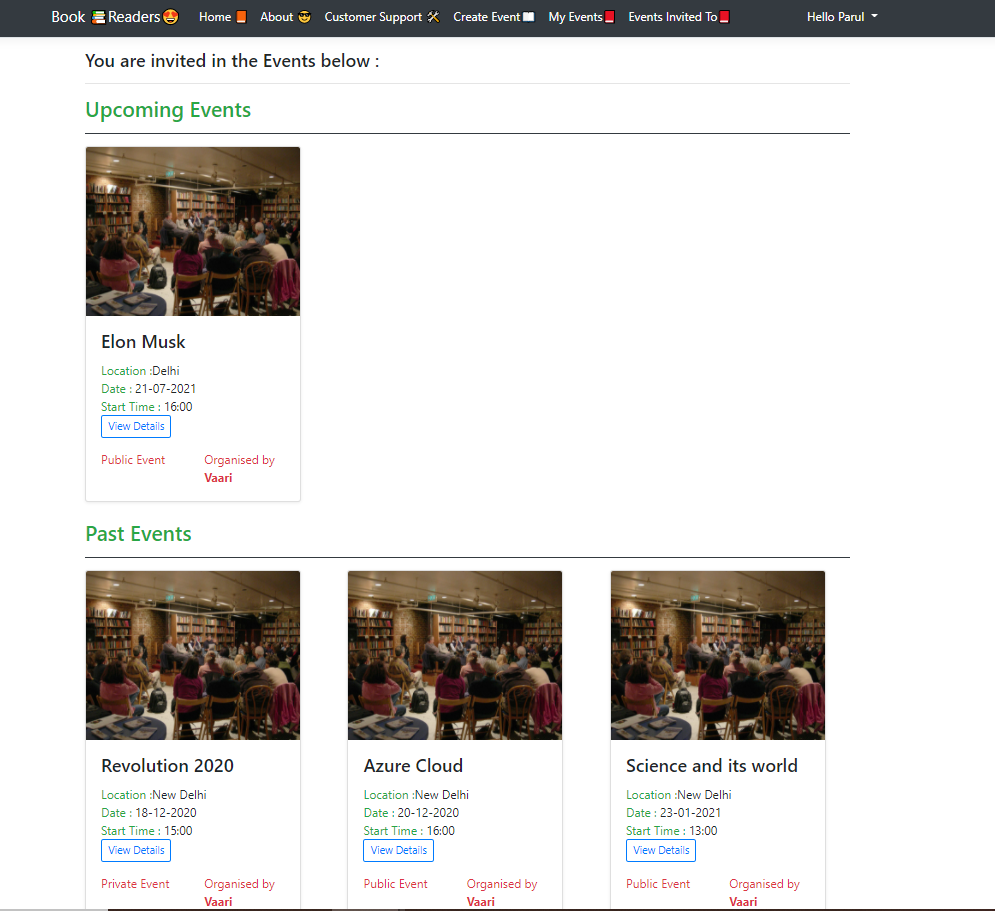 Book 📚Readers😍 Home 📙 About 😎 Customer Support 🛠 Create Event📖 My Events📕 Events Invited To📕 Hello Parul
You are invited in the Events below :
Upcoming Events
Elon Musk
Location :Delhi
Date : 21-07-2021
Start Time : 16:00
View Details
Public Event Organised by
Vaari
Past Events
Revolution 2020
Location :New Delhi
Date : 18-12-2020
Start Time : 15:00
View Details
Private Event Organised by
Vaari
Azure Cloud
Location :New Delhi
Date : 20-12-2020
Start Time : 16:00
View Details
Public Event Organised by
Vaari
Science and its world
Location :New Delhi
Date : 23-01-2021
Start Time : 13:00
View Details
Public Event Organised by
Vaari